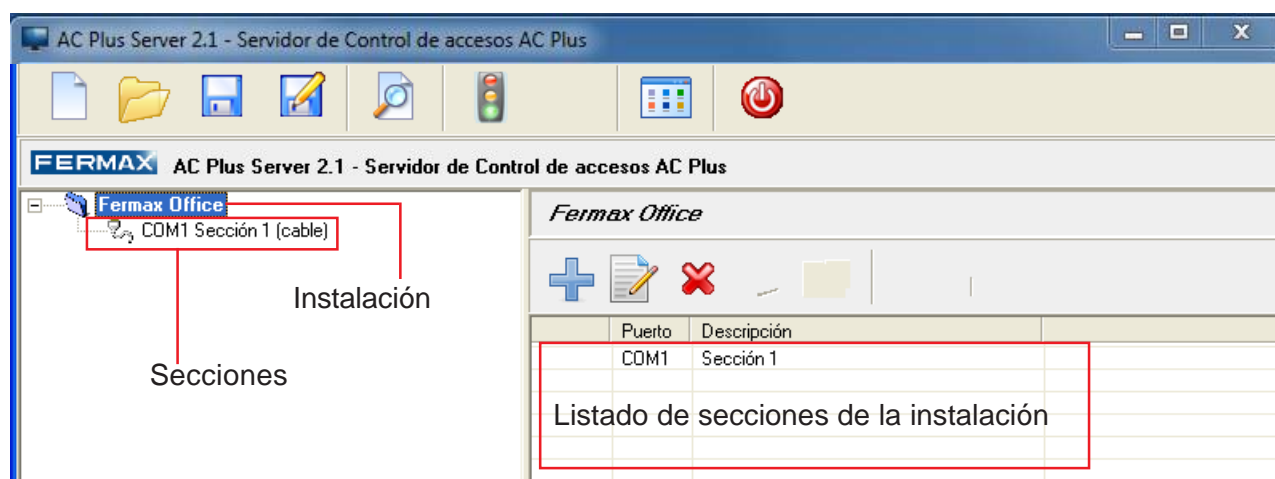 AC Plus Server 2.1 - Servidor de Control de accesos AC Plus
FERMAX AC Plus Server 2.1 - Servidor de Control de accesos AC Plus
Fermax Office
COM1 Sección 1 (cable)
Instalación
Secciones
Fermax Office
Puerto Descripción
COM1 Sección 1
Listado de secciones de la instalación